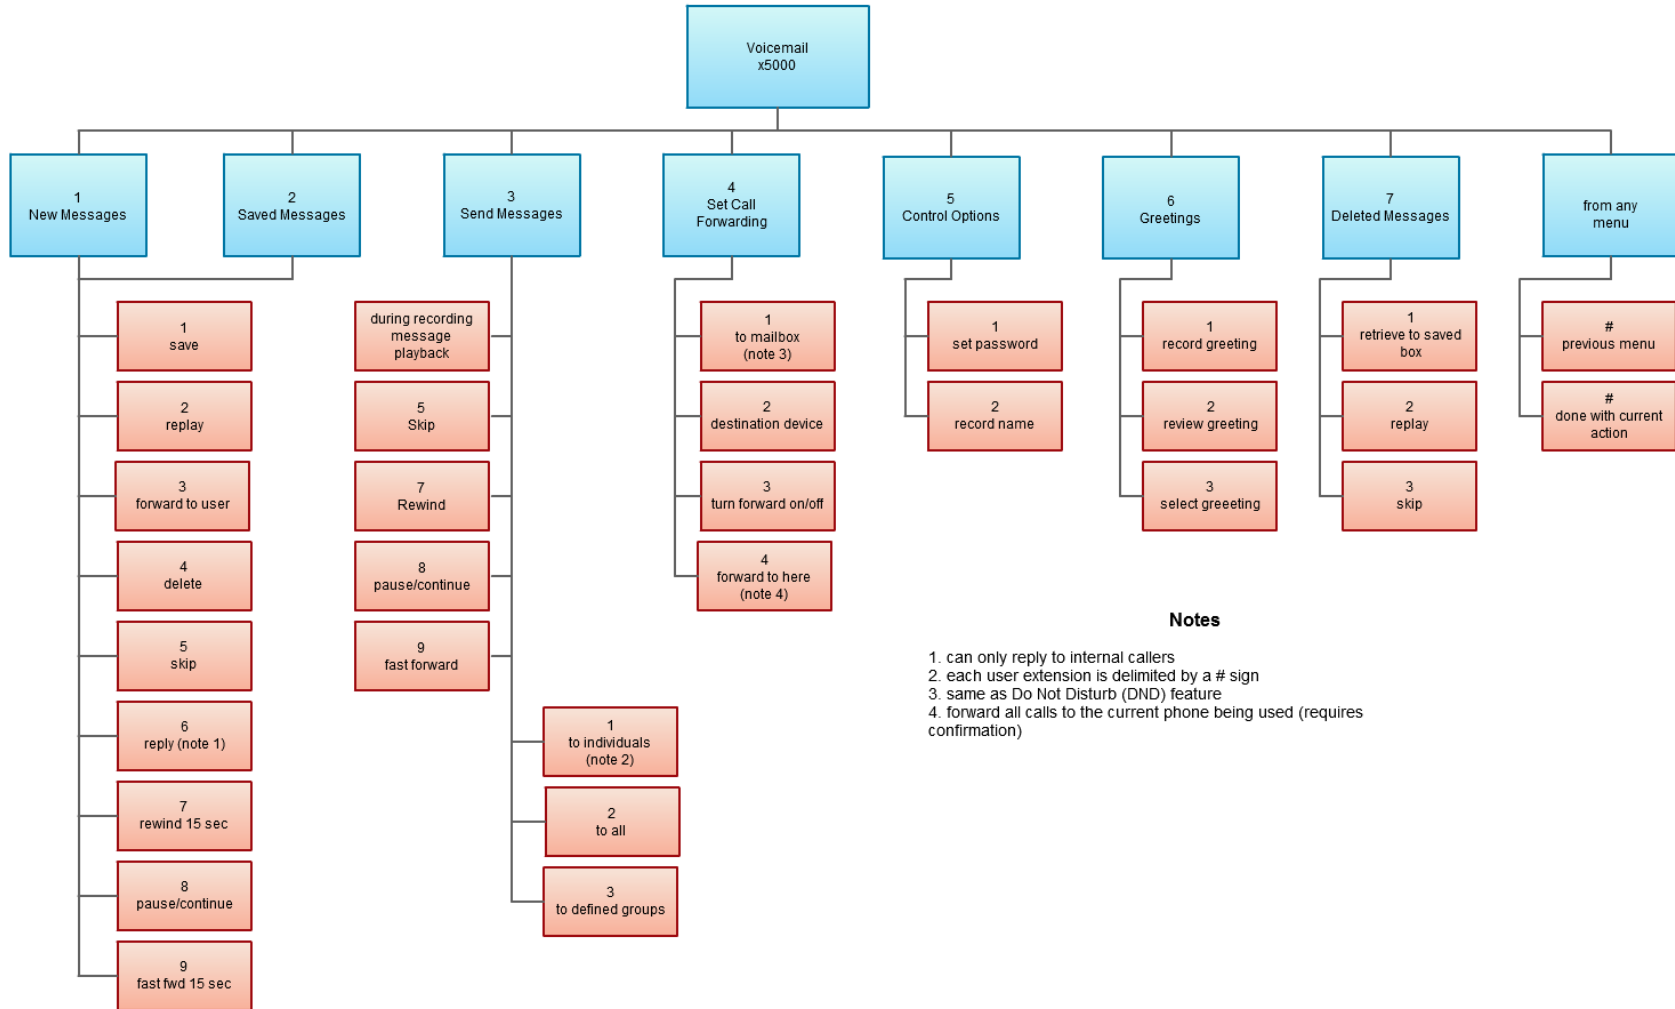 Voicemail
x5000
1
New Messages
2
Saved Messages
3
Send Messages
4
Set Call
Forwarding
5
Control Options
6
Greetings
7
Deleted Messages
from any
menu
1
save
2
replay
3
forward to user
4
delete
5
skip
6
reply (note 1)
7
rewind 15 sec
8
pause/continue
9
fast fwd 15 sec
during recording
message
playback
5
Skip
7
Rewind
8
pause/continue
9
fast forward
1
to individuals
(note 2)
2
to all
3
to defined groups
1
to mailbox
(note 3)
2
destination device
3
turn forward on/off
4
forward to here
(note 4)
1
set password
2
record name
1
record greeting
2
review greeting
3
select greeeting
1
retrieve to saved
box
2
replay
3
skip
#
previous menu
#
done with current
action
Notes
1. can only reply to internal callers
2. each user extension is delimited by a # sign
3. same as Do Not Disturb (DND) feature
4. forward all calls to the current phone being used (requires
confirmation)